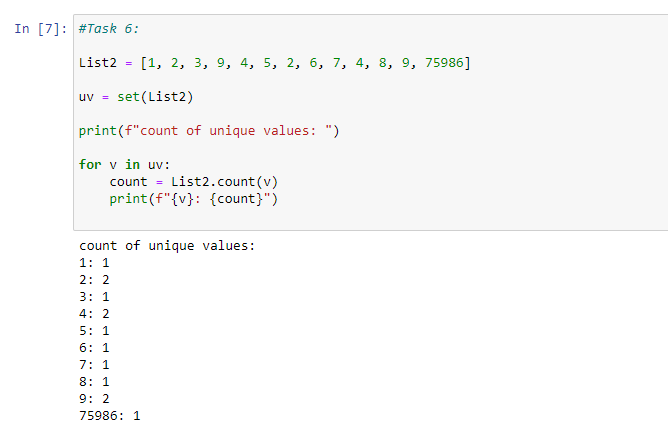 In [7]: #Task 6:
List2 = [1, 2, 3, 9, 4, 5, 2, 6, 7, 4, 8, 9, 75986]
uv = set(List2)
print(f"count of unique values: ")
for v in uv:
    count = List2.count(v)
    print(f"{v}: {count}")
count of unique values:
1: 1
2: 2
3: 1
4: 2
5: 1
6: 1
7: 1
8: 1
9: 2
75986: 1